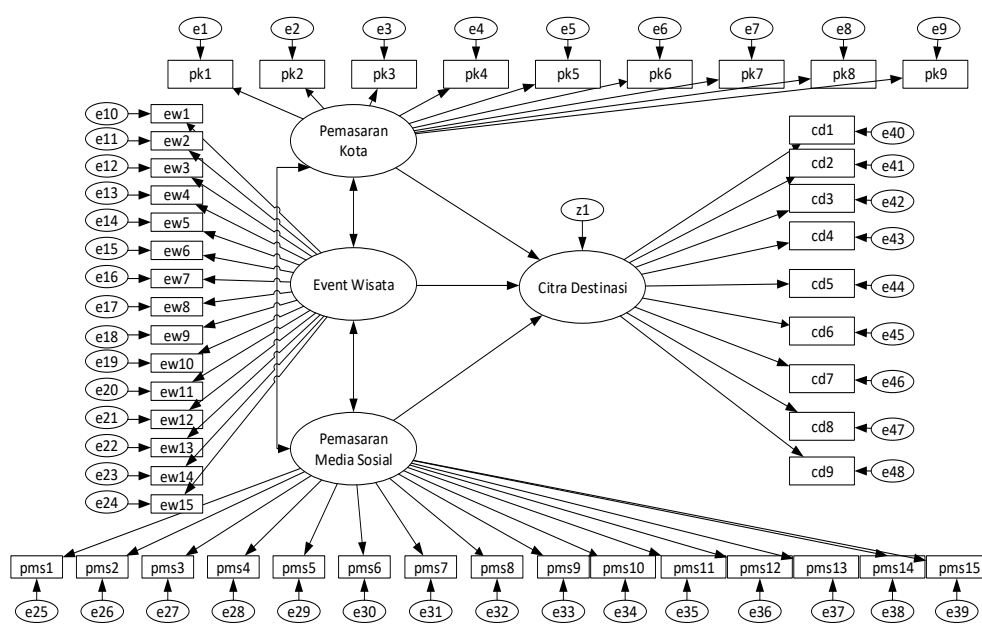 e1
e2
e3
e4
e5
e6
e7
e8
e9
pk1
pk2
pk3
pk4
pk5
pk6
pk7
pk8
pk9
Pemasaran
Kota
e10
ew1
e11
ew2
e12
ew3
e13
ew4
e14
ew5
e15
ew6
e16
ew7
e17
ew8
e18
ew9
e19
ew10
e20
ew11
e21
ew12
e22
ew13
e23
ew14
e24
ew15
Event Wisata
z1
Citra Destinasi
cd1
e40
cd2
e41
cd3
e42
cd4
e43
cd5
e44
cd6
e45
cd7
e46
cd8
e47
cd9
e48
Pemasaran
Media Sosial
pms1
pms2
pms3
pms4
pms5
pms6
pms7
pms8
pms9
pms10
pms11
pms12
pms13
pms14
pms15
e25
e26
e27
e28
e29
e30
e31
e32
e33
e34
e35
e36
e37
e38
e39